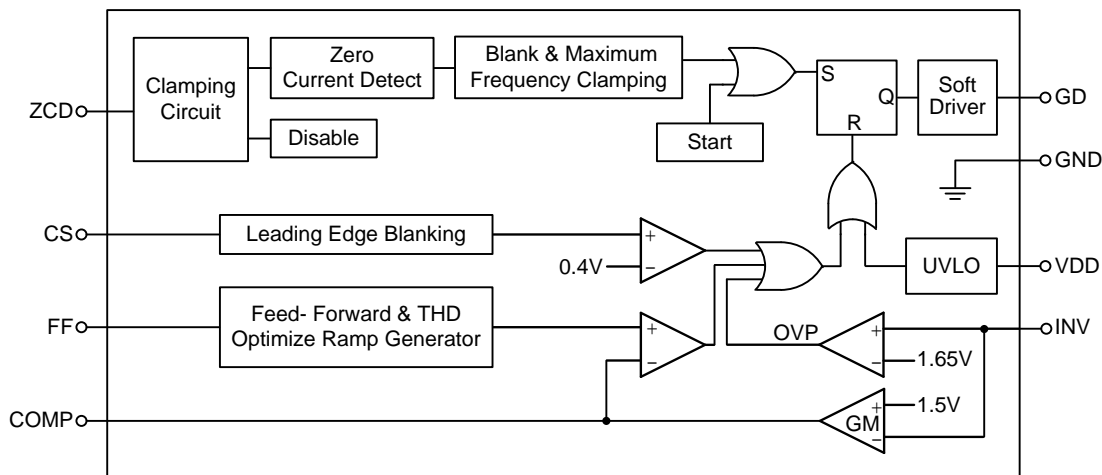 ZCD
Clamping
Circuit
Zero
Current Detect
Disable
Blank & Maximum
Frequency Clamping
Start
S
Q
R
Soft
Driver
GD
GND
CS
Leading Edge Blanking
+
−
0.4V
UVLO
VDD
FF
Feed- Forward & THD
Optimize Ramp Generator
+
−
OVP
+
−
1.65V
INV
COMP
GM
+
−
1.5V